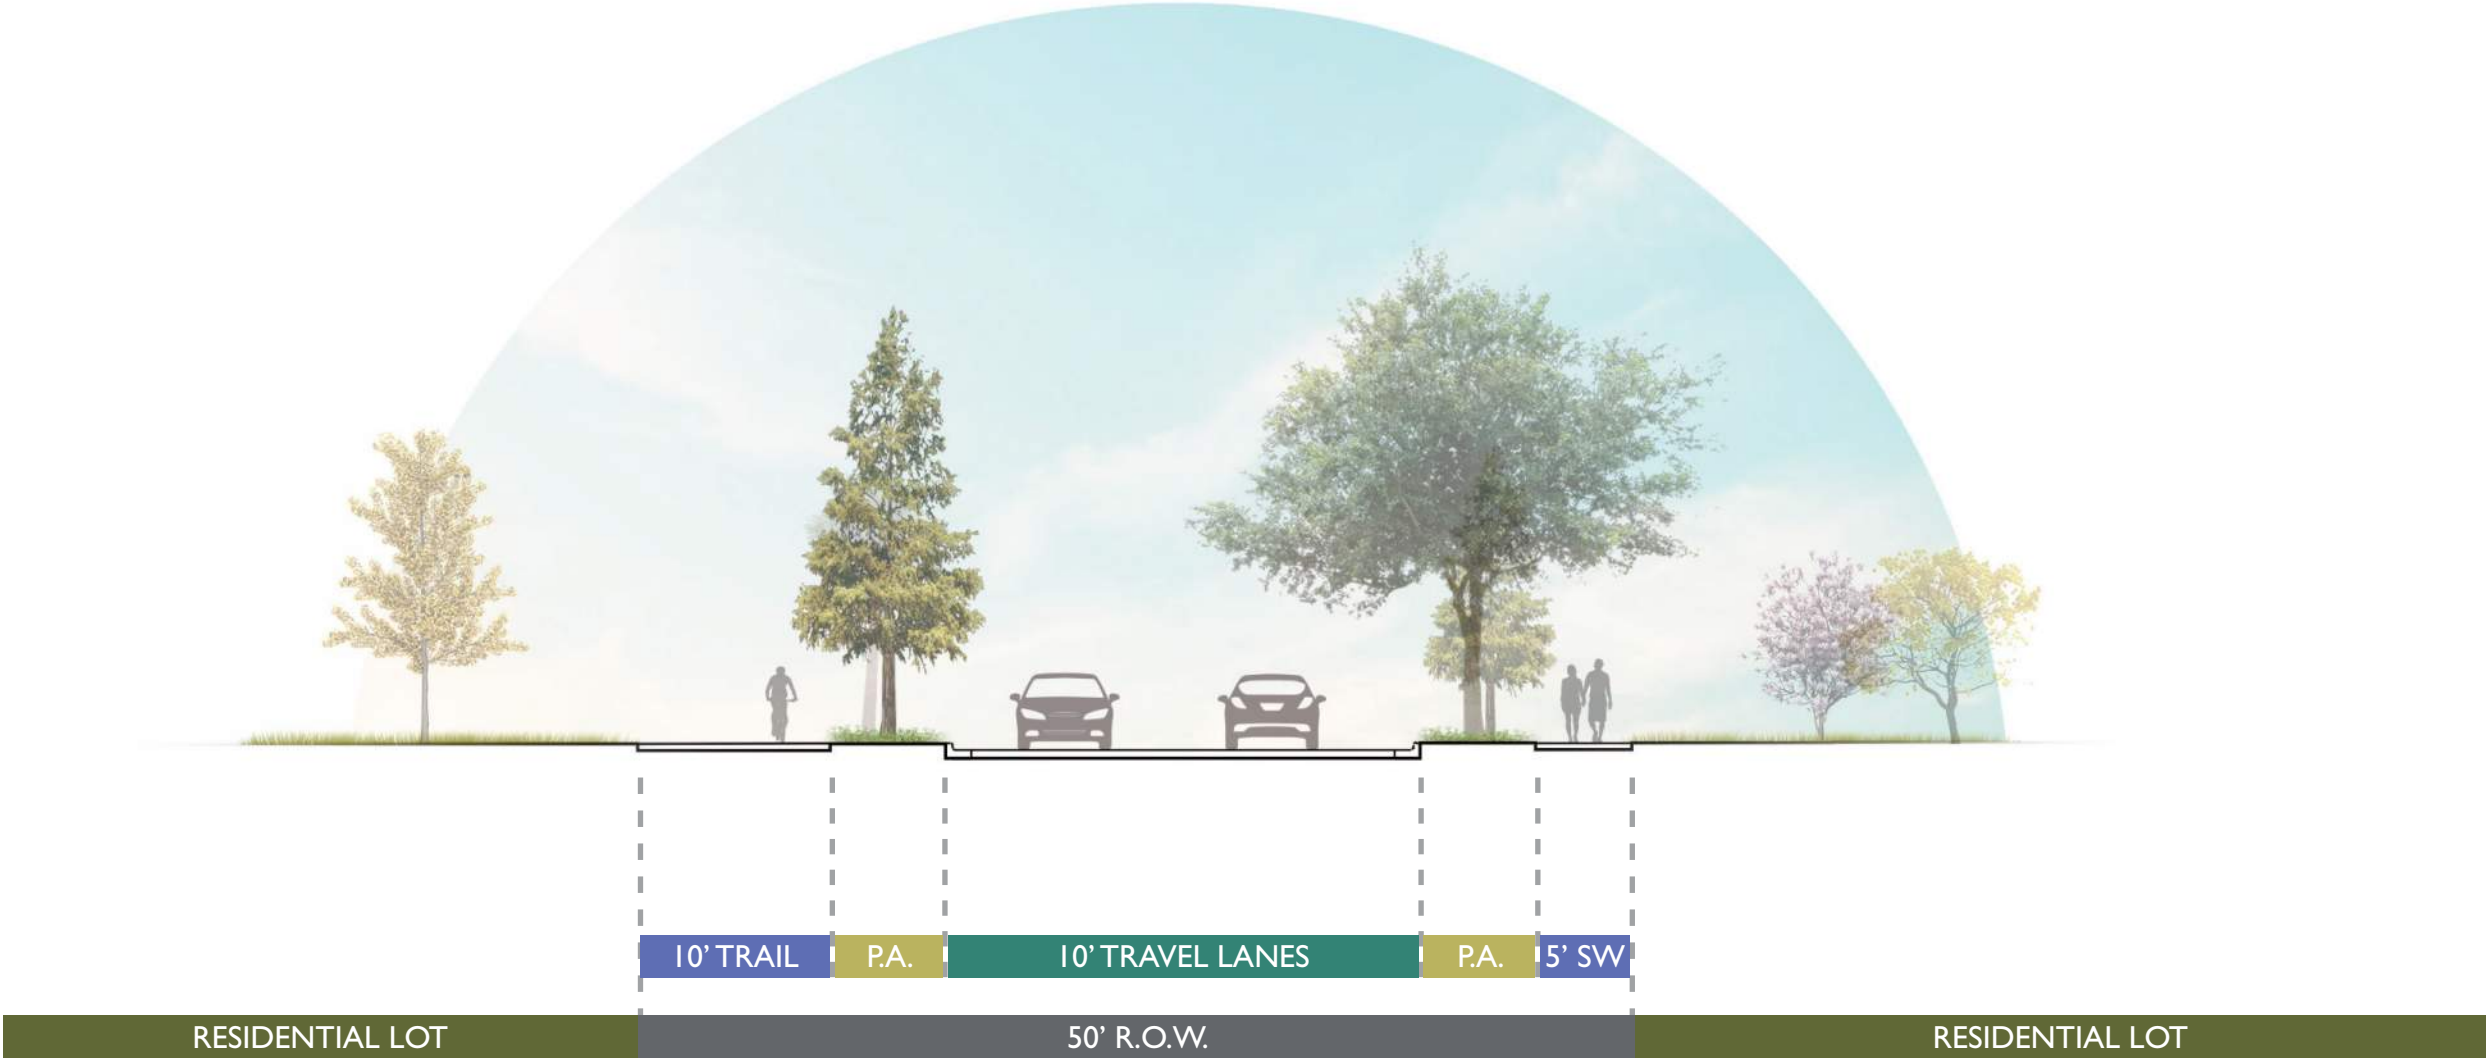 10’ TRAIL
P.A.
10’ TRAVEL LANES
P.A.
5’ SW
RESIDENTIAL LOT
50’ R.O.W.
RESIDENTIAL LOT